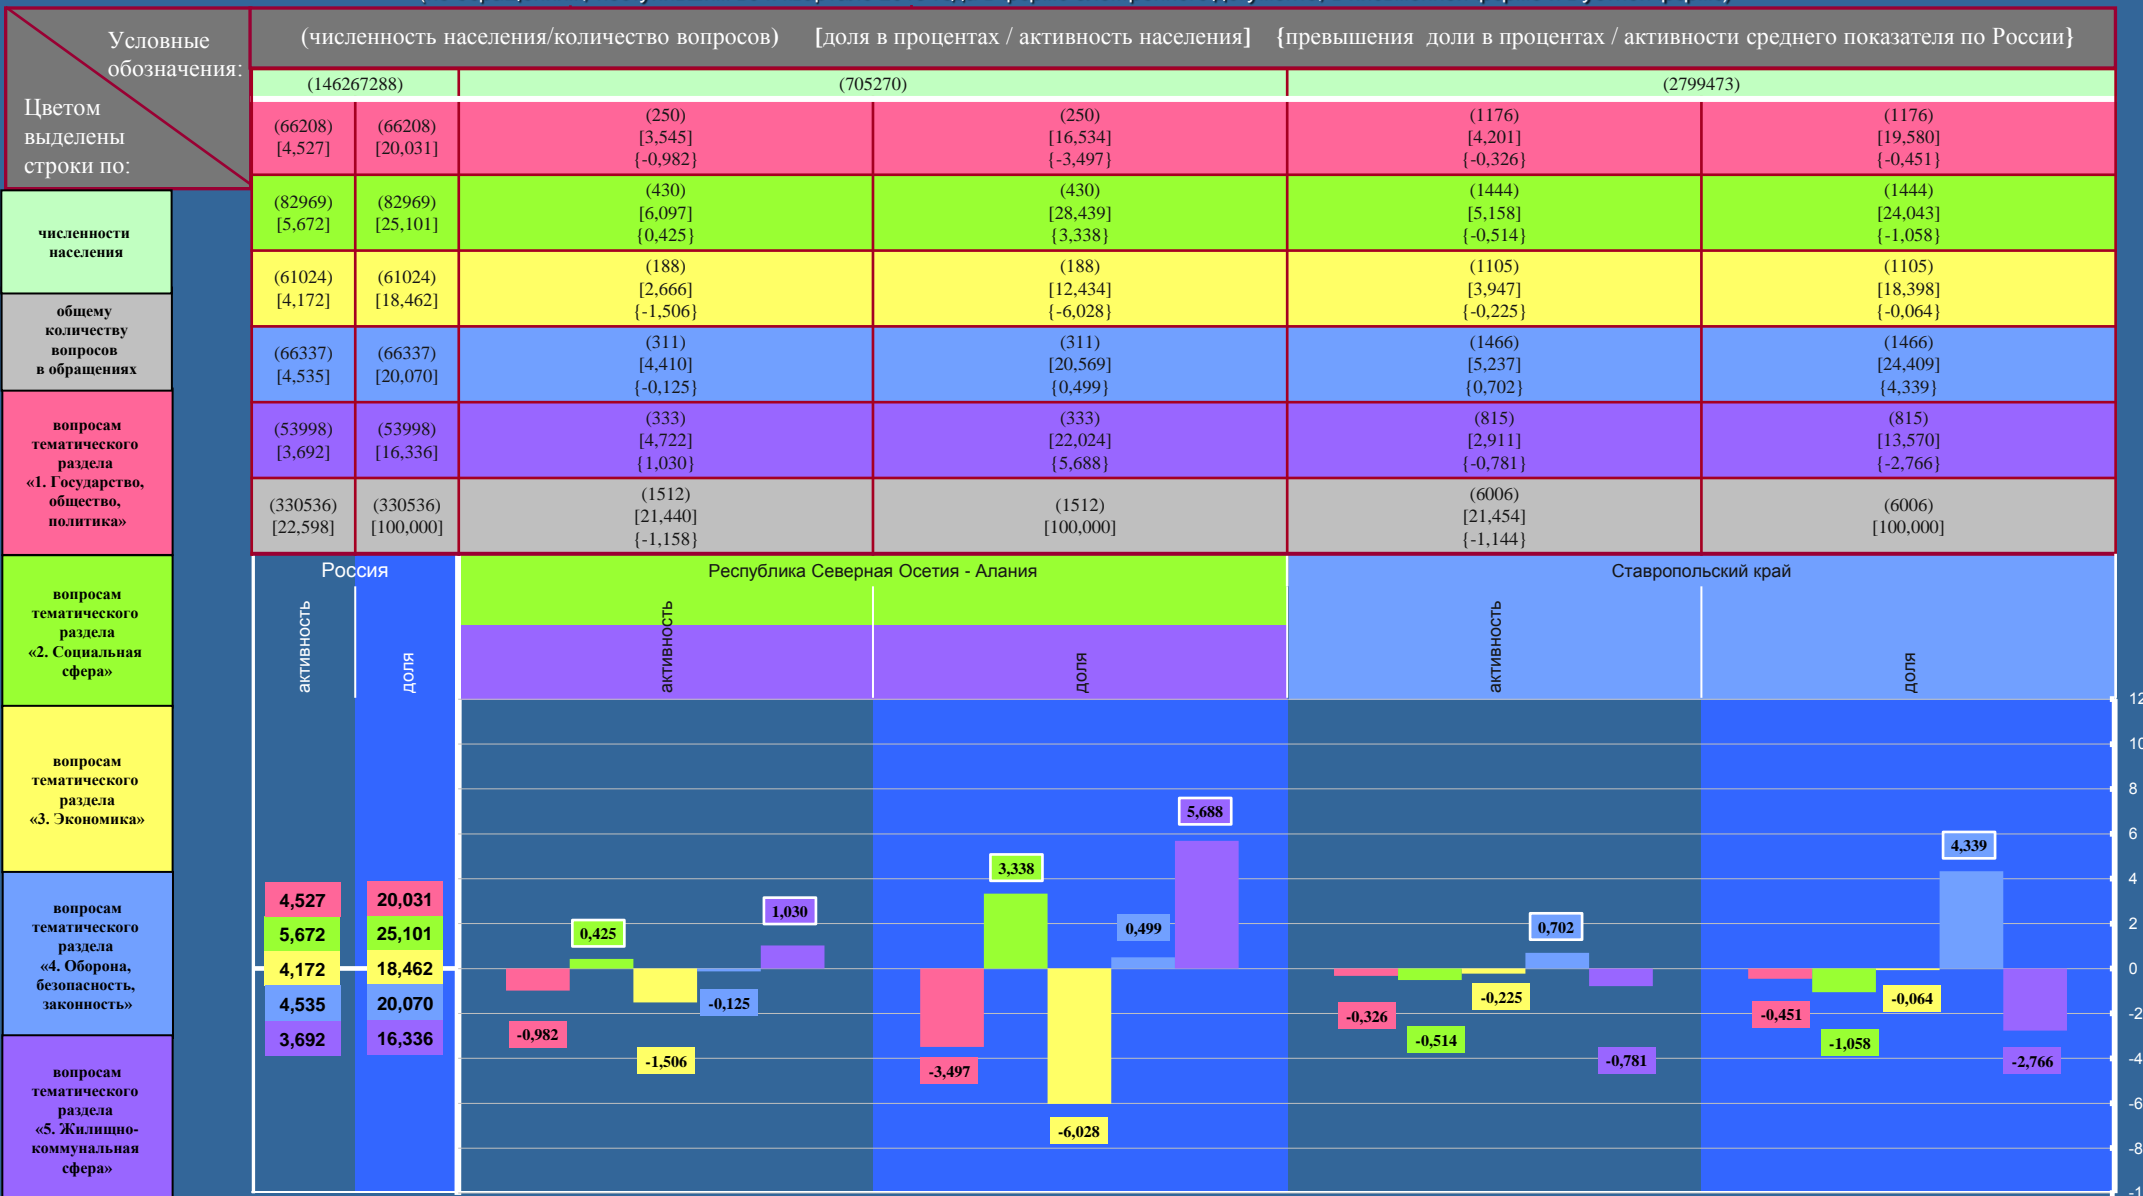 Условные
обозначения:
Цветом
выделены
строки по:
(численность населения/количество вопросов) [доля в процентах / активность населения] {превышения доли в процентах / активности среднего показателя по России}
(146267288) (705270) (2799473)
(66208) (66208) (250) (250) (1176) (1176)
[4,527] [20,031] [3,545] [16,534] [4,201] [19,580]
{-0,982} {-3,497} {-0,326} {-0,451}
(82969) (82969) (430) (430) (1444) (1444)
[5,672] [25,101] [6,097] [28,439] [5,158] [24,043]
{0,425} {3,338} {-0,514} {-1,058}
(61024) (61024) (188) (188) (1105) (1105)
[4,172] [18,462] [2,666] [12,434] [3,947] [18,398]
{-1,506} {-6,028} {-0,225} {-0,064}
(66337) (66337) (311) (311) (1466) (1466)
[4,535] [20,070] [4,410] [20,569] [5,237] [24,409]
{-0,125} {0,499} {0,702} {4,339}
(53998) (53998) (333) (333) (815) (815)
[3,692] [16,336] [4,722] [22,024] [2,911] [13,570]
{1,030} {5,688} {-0,781} {-2,766}
(330536) (330536) (1512) (1512) (6006) (6006)
[22,598] [100,000] [21,440] [100,000] [21,454] [100,000]
{-1,158} {-1,144}
численности
населения
общему
количеству
вопросов
в обращениях
вопросам
тематического
раздела
«1. Государство,
общество,
политика»
вопросам
тематического
раздела
«2. Социальная
сфера»
вопросам
тематического
раздела
«3. Экономика»
вопросам
тематического
раздела
«4. Оборона,
безопасность,
законность»
вопросам
тематического
раздела
«5. Жилищно-
коммунальная
сфера»
Россия Республика Северная Осетия - Алания Ставропольский край
активность доля активность доля активность доля
4,527 20,031
5,672 25,101
4,172 18,462
4,535 20,070
3,692 16,336
-0,982
0,425
-1,506
-0,125
1,030
-3,497
3,338
-6,028
0,499
5,688
-0,326
-0,514
-0,225
0,702
-0,781
-0,451
-1,058
-0,064
4,339
-2,766
12
10
8
6
4
2
0
-2
-4
-6
-8